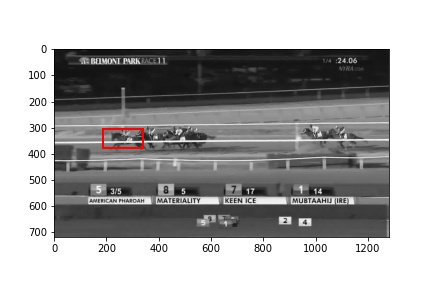 0
100
200
300
400
500
600
700
BELMONT PARK RACE 11
1/4 :24.06
NYRA.COM
5 3/5
8 5
7 17
1 14
AMERICAN PHAROAH
MATERIALITY
KEEN ICE
MUBTAAHIJ (IRE)
2
4
0 200 400 600 800 1000 1200